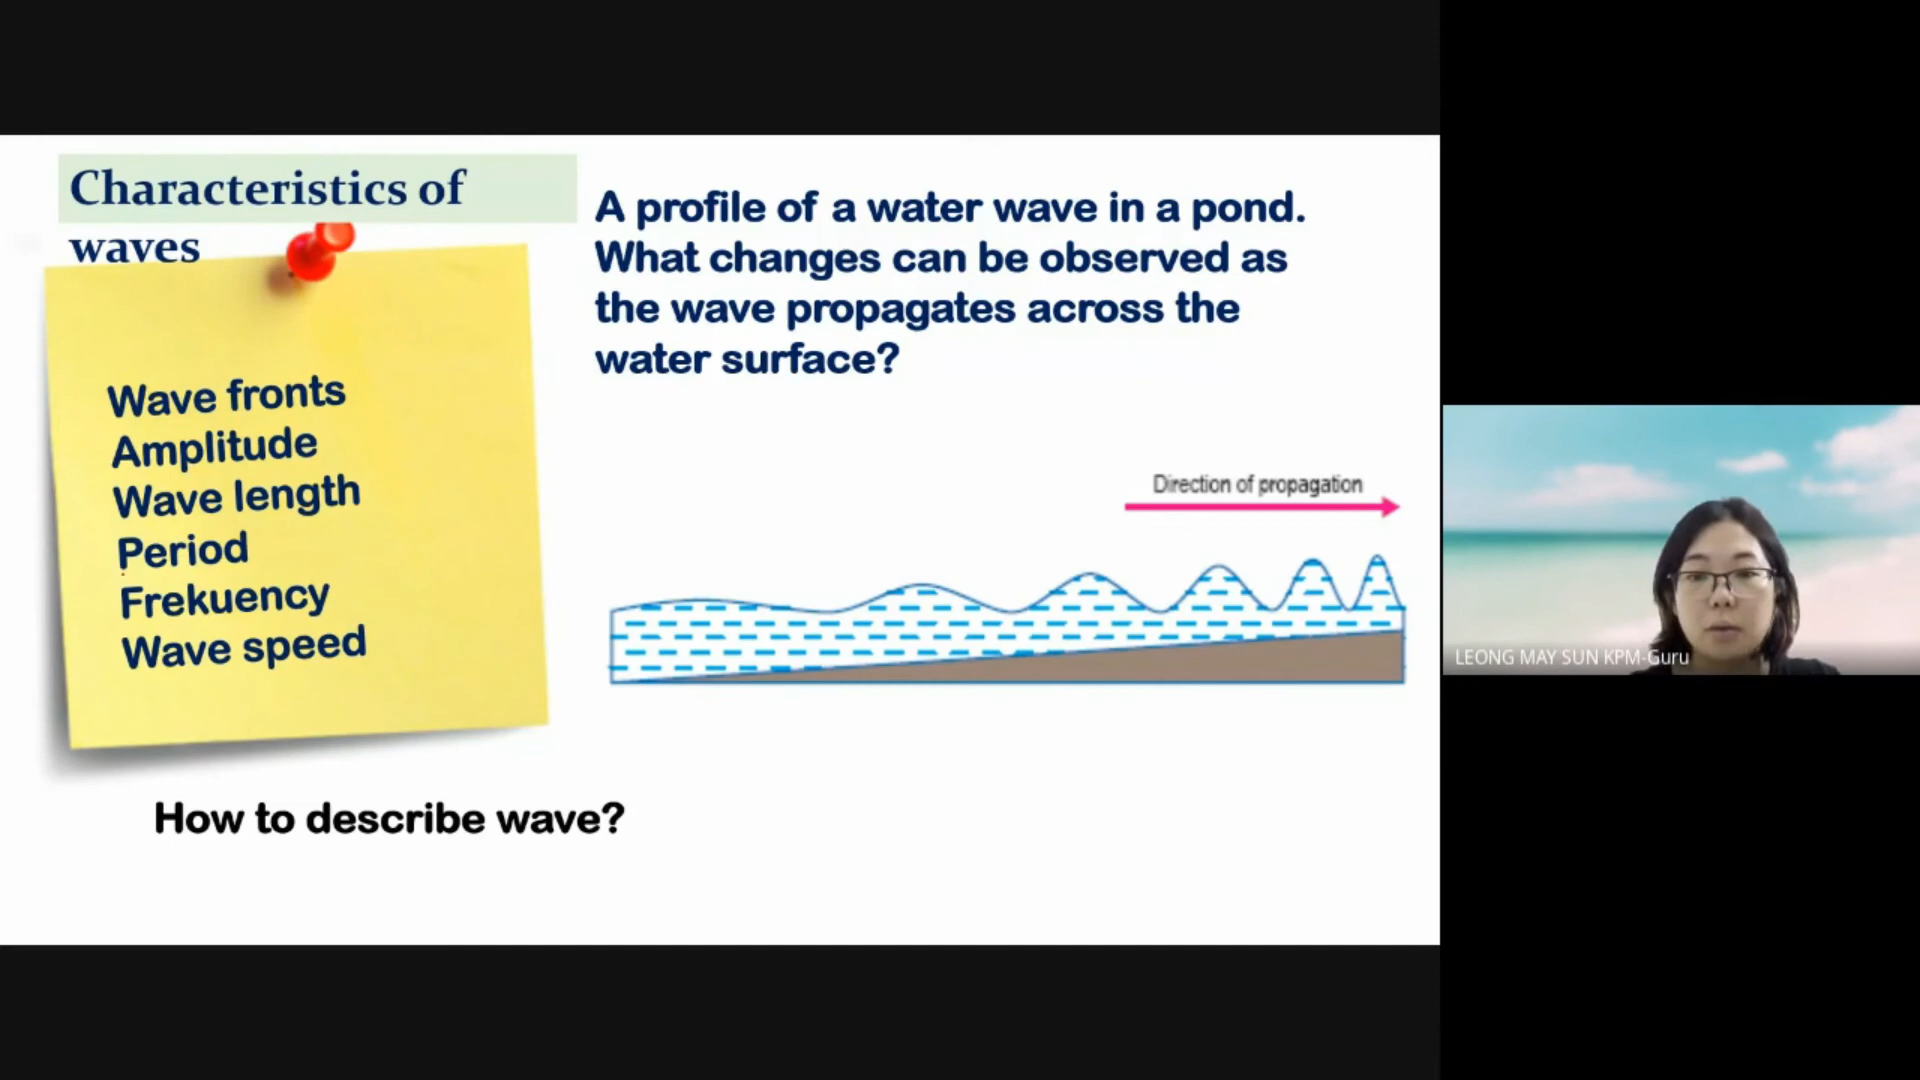 Characteristics of
waves
A profile of a water wave in a pond.
What changes can be observed as
the wave propagates across the
water surface?
Wave fronts
Amplitude
Wave length
Period
Frekuency
Wave speed
Direction of propagation
How to describe wave?
LEONG MAY SUN KPM-Guru